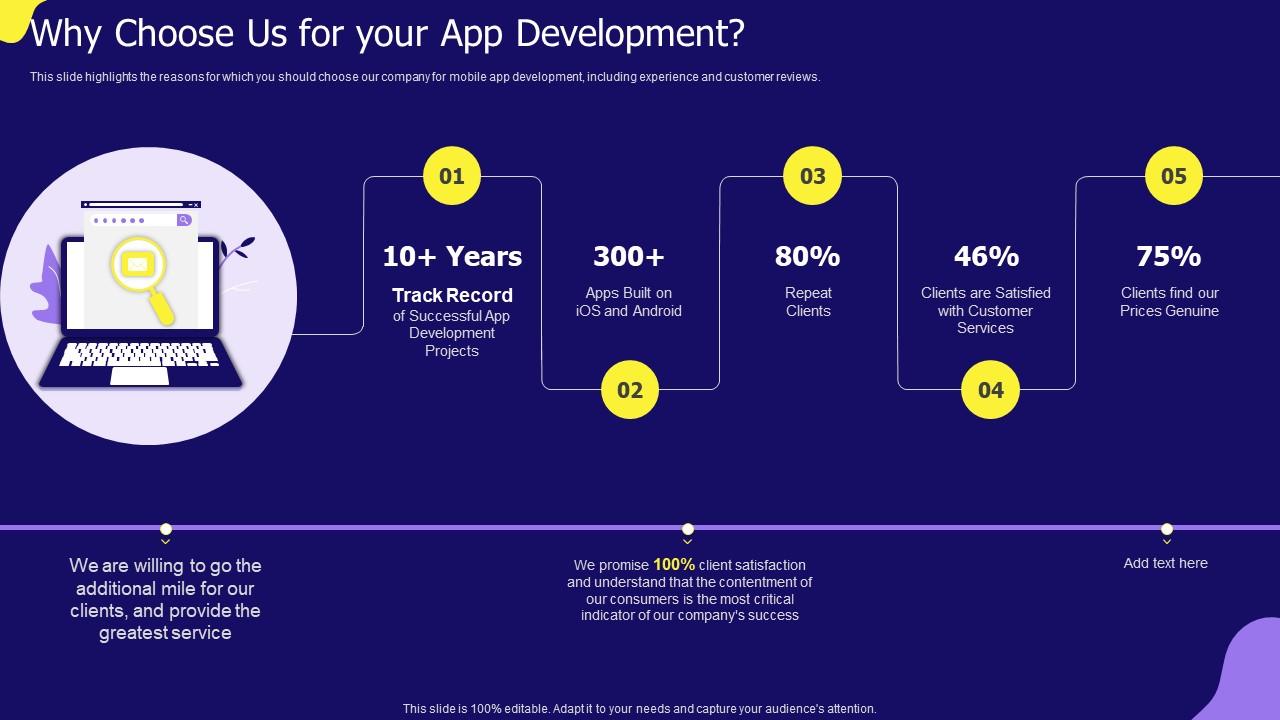 Why Choose Us for your App Development?
This slide highlights the reasons for which you should choose our company for mobile app development, including experience and customer reviews.
01
10+ Years
Track Record
of Successful App
Development
Projects
300+
Apps Built on
iOS and Android
02
03
80%
Repeat
Clients
46%
Clients are Satisfied
with Customer
Services
04
05
75%
Clients find our
Prices Genuine
We are willing to go the
additional mile for our
clients, and provide the
greatest service
We promise 100% client satisfaction
and understand that the contentment of
our consumers is the most critical
indicator of our company's success
Add text here
This slide is 100% editable. Adapt it to your needs and capture your audience's attention.